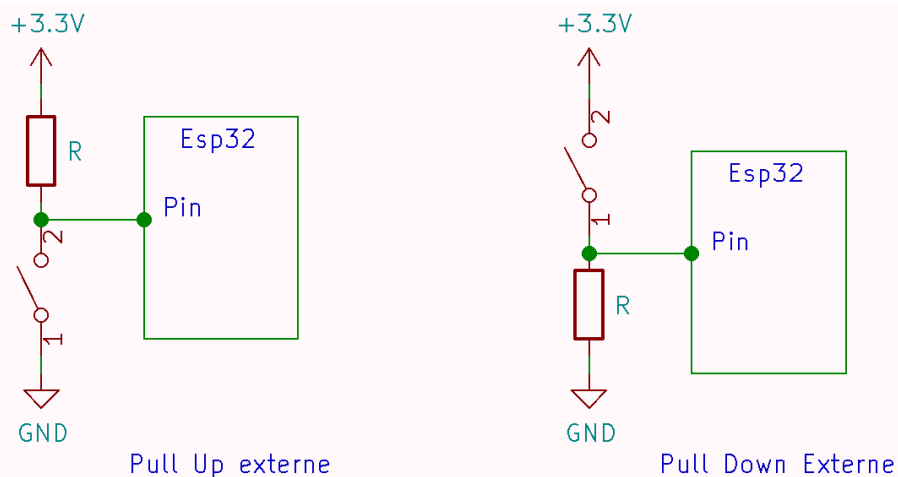 +3.3V
R
Esp32
Pin
2
1
GND
Pull Up externe
+3.3V
2
1
Esp32
Pin
R
GND
Pull Down Externe